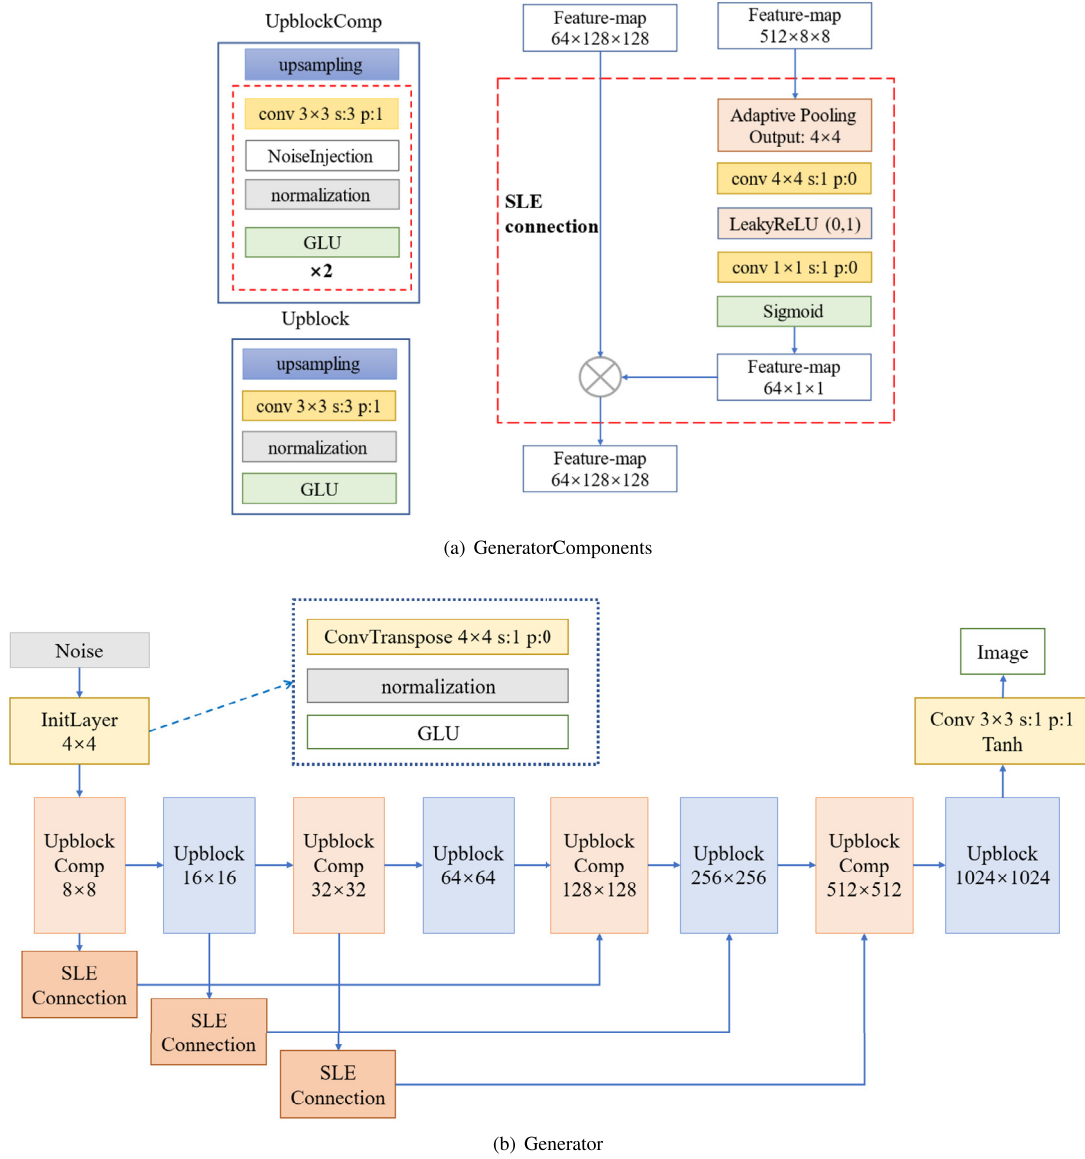 UpblockComp
upsampling
conv 3×3 s:3 p:1
NoiseInjection
normalization
GLU
×2
Upblock
upsampling
conv 3×3 s:3 p:1
normalization
GLU
Feature-map
64×128×128
Feature-map
512×8×8
Adaptive Pooling
Output: 4×4
conv 4×4 s:1 p:0
SLE
connection
LeakyReLU (0,1)
conv 1×1 s:1 p:0
Sigmoid
Feature-map
64×1×1
Feature-map
64×128×128
(a) GeneratorComponents
Noise
InitLayer
4×4
ConvTranspose 4×4 s:1 p:0
normalization
GLU
Image
Conv 3×3 s:1 p:1
Tanh
Upblock
Comp
8×8
Upblock
16×16
Upblock
Comp
32×32
Upblock
64×64
Upblock
Comp
128×128
Upblock
256×256
Upblock
Comp
512×512
Upblock
1024×1024
SLE
Connection
SLE
Connection
SLE
Connection
(b) Generator